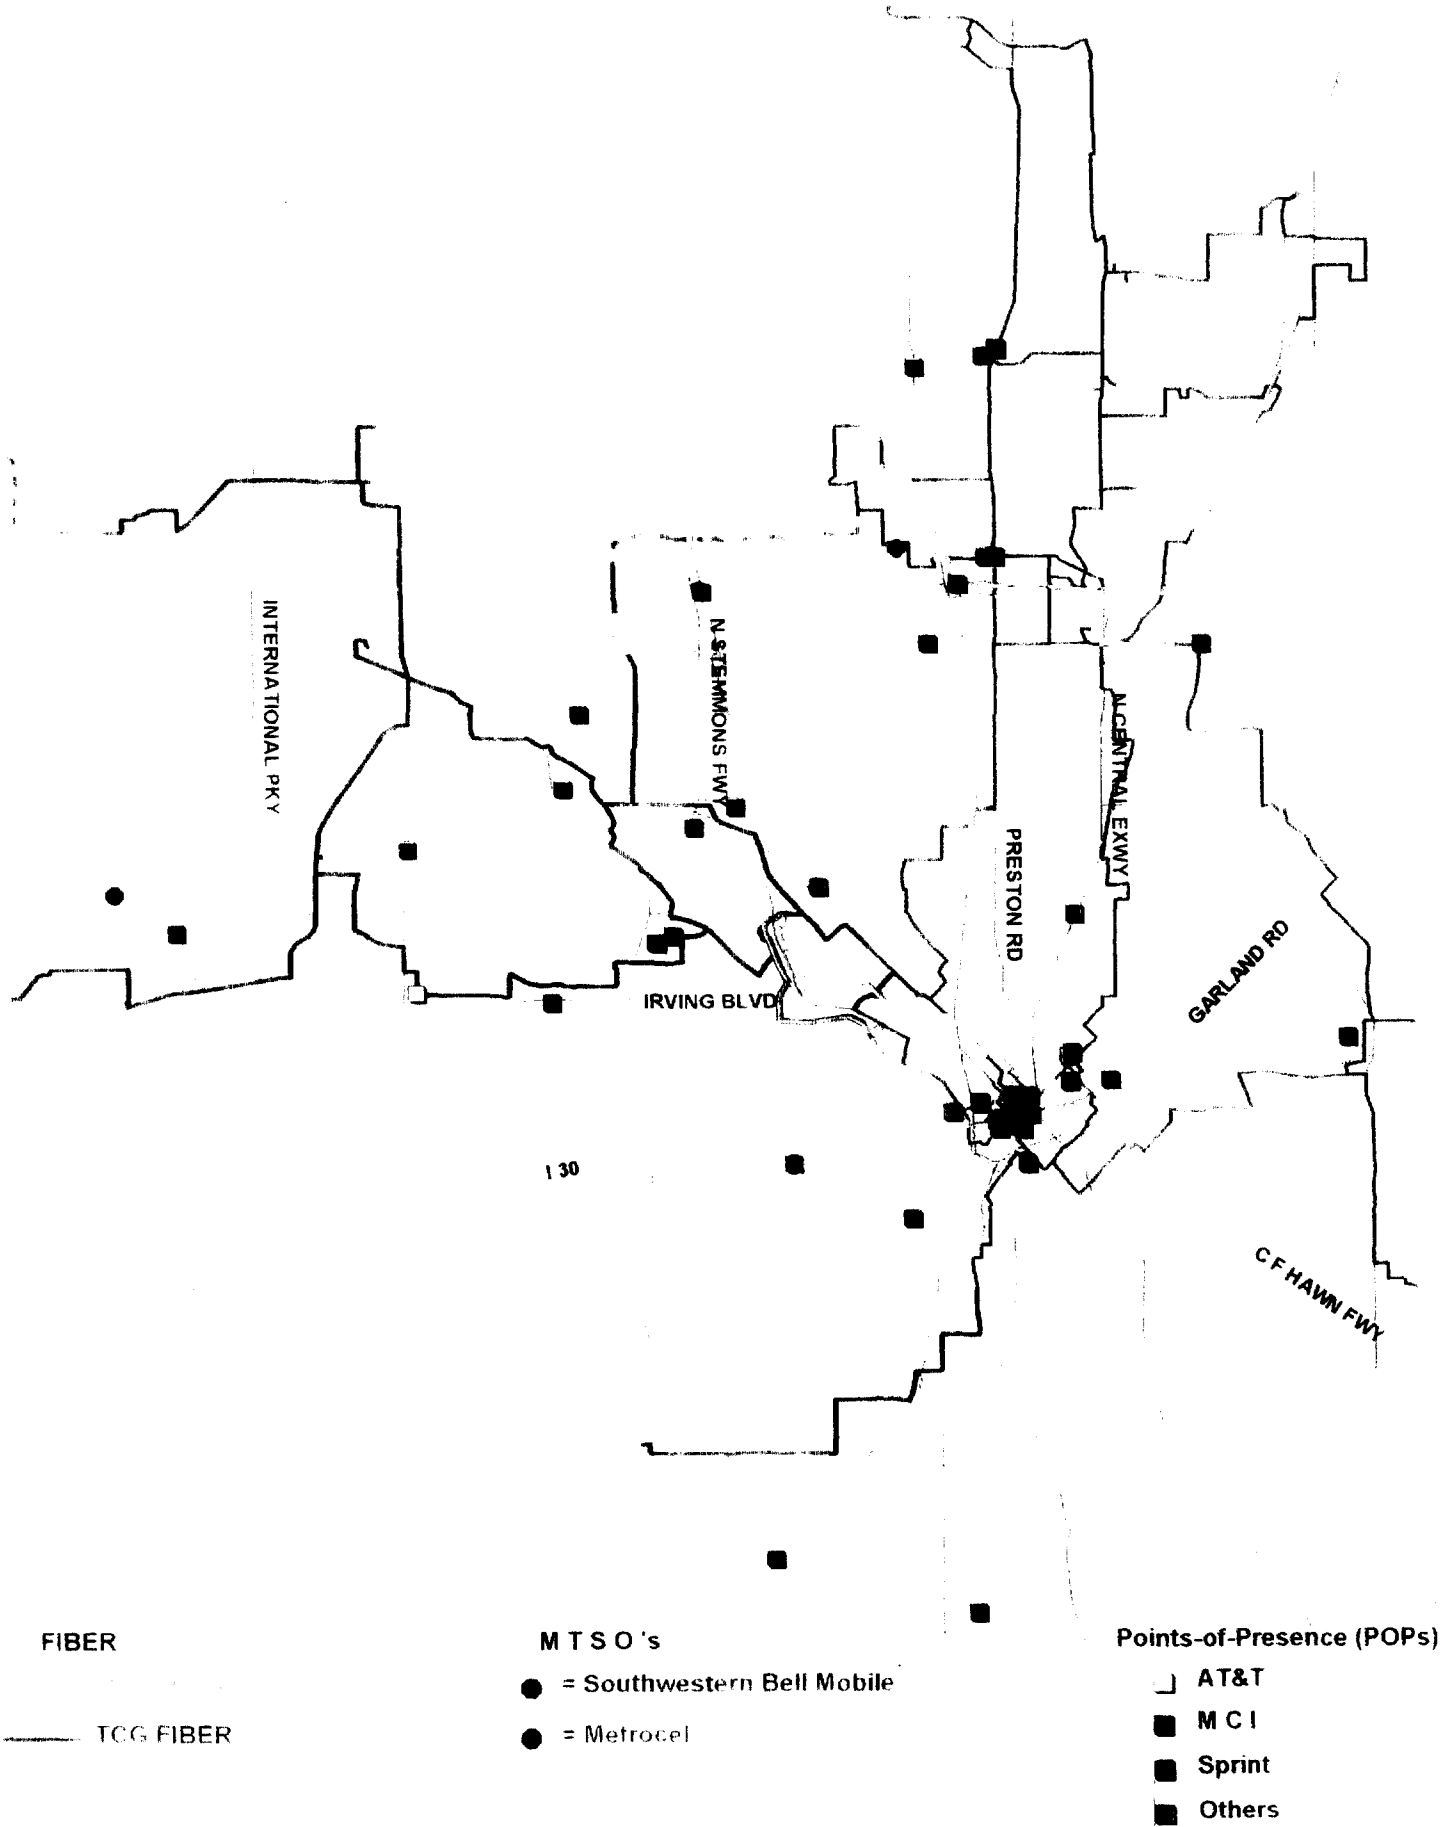 INTERNATIONAL PKY
N STEMMONS FWY
N CENTRAL EXWY
PRESTON RD
GARLAND RD
IRVING BLVD
I 30
C F HAWN FWY
FIBER
TCG FIBER
M T S O 's
= Southwestern Bell Mobile
= Metrocel
Points-of-Presence (POPs)
AT&T
M C I
Sprint
Others